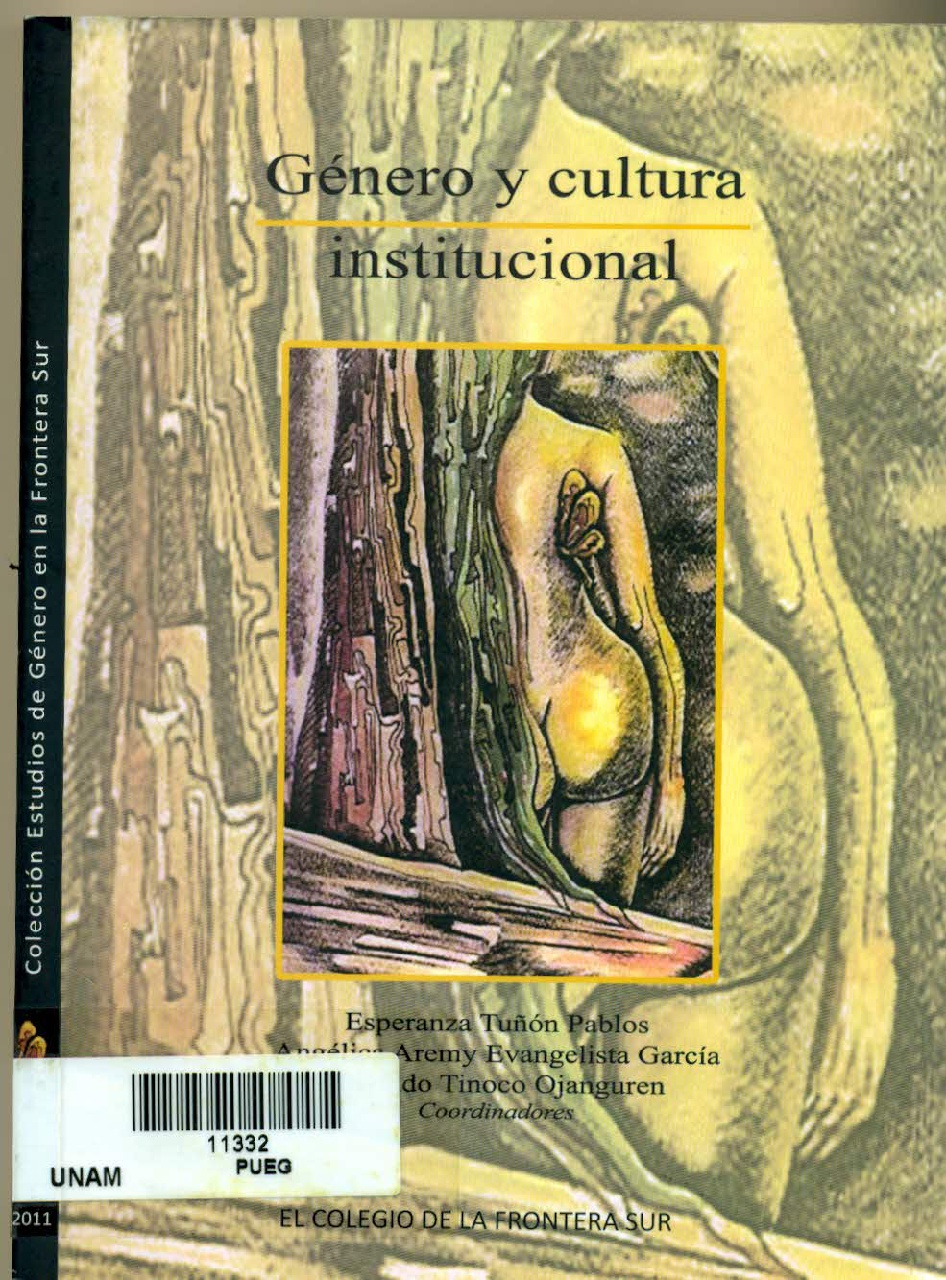 Género y cultura
institucional
Colección Estudios de Género en la Frontera Sur
Esperanza Tuñón Pablos
Aremy Evangelista García
do Tinoco Ojanguren
Coordinadores
11332
PUEG
UNAM
2011
EL COLEGIO DE LA FRONTERA SUR